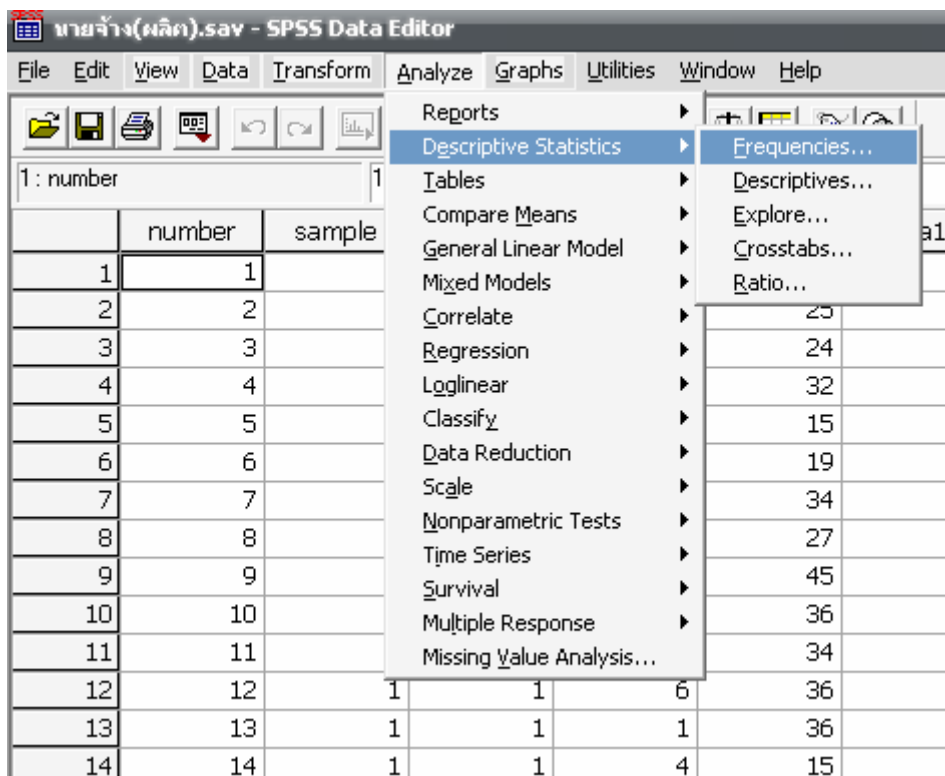 SPSS
นายจ้าง(ผลิต).sav - SPSS Data Editor
File Edit View Data Transform Analyze Graphs Utilities Window Help
1 : number 1
Reports
Descriptive Statistics
Tables
Compare Means
General Linear Model
Mixed Models
Correlate
Regression
Loglinear
Classify
Data Reduction
Scale
Nonparametric Tests
Time Series
Survival
Multiple Response
Missing Value Analysis...
Frequencies...
Descriptives...
Explore...
Crosstabs...
Ratio...
number sample a1
1 1
2 2 25
3 3 24
4 4 32
5 5 15
6 6 19
7 7 34
8 8 27
9 9 45
10 10 36
11 11 34
12 12 1 1 6 36
13 13 1 1 1 36
14 14 1 1 4 15